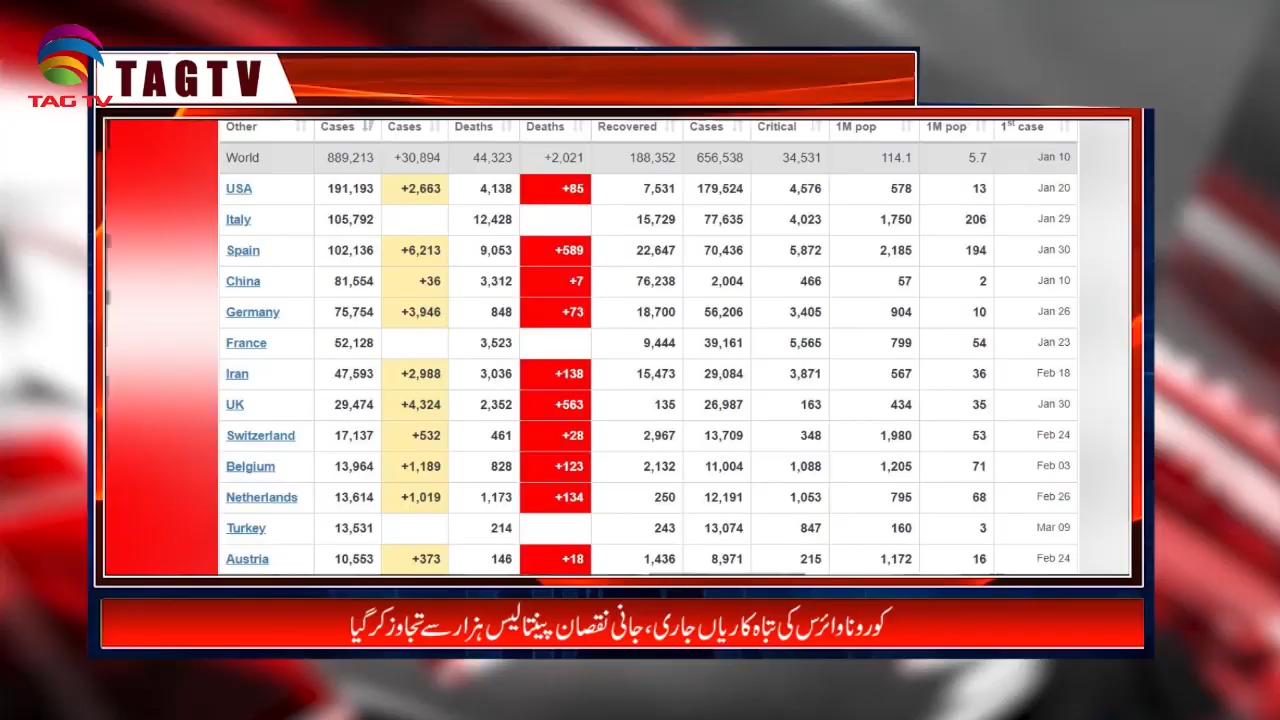 TAG TV
TAGTV
Other Cases Cases Deaths Deaths Recovered Cases Critical 1M pop 1M pop 1st case
World 889,213 +30,894 44,323 +2,021 188,352 656,538 34,531 114.1 5.7 Jan 10
USA 191,193 +2,663 4,138 +85 7,531 179,524 4,576 578 13 Jan 20
Italy 105,792 12,428 15,729 77,635 4,023 1,750 206 Jan 29
Spain 102,136 +6,213 9,053 +589 22,647 70,436 5,872 2,185 194 Jan 30
China 81,554 +36 3,312 +7 76,238 2,004 466 57 2 Jan 10
Germany 75,754 +3,946 848 +73 18,700 56,206 3,405 904 10 Jan 26
France 52,128 3,523 9,444 39,161 5,565 799 54 Jan 23
Iran 47,593 +2,988 3,036 +138 15,473 29,084 3,871 567 36 Feb 18
UK 29,474 +4,324 2,352 +563 135 26,987 163 434 35 Jan 30
Switzerland 17,137 +532 461 +28 2,967 13,709 348 1,980 53 Feb 24
Belgium 13,964 +1,189 828 +123 2,132 11,004 1,088 1,205 71 Feb 03
Netherlands 13,614 +1,019 1,173 +134 250 12,191 1,053 795 68 Feb 26
Turkey 13,531 214 243 13,074 847 160 3 Mar 09
Austria 10,553 +373 146 +18 1,436 8,971 215 1,172 16 Feb 24
کورونا وائرس کی تباہ کاریاں جاری، جانی نقصان پینتالیس ہزار سے تجاوز کر گیا